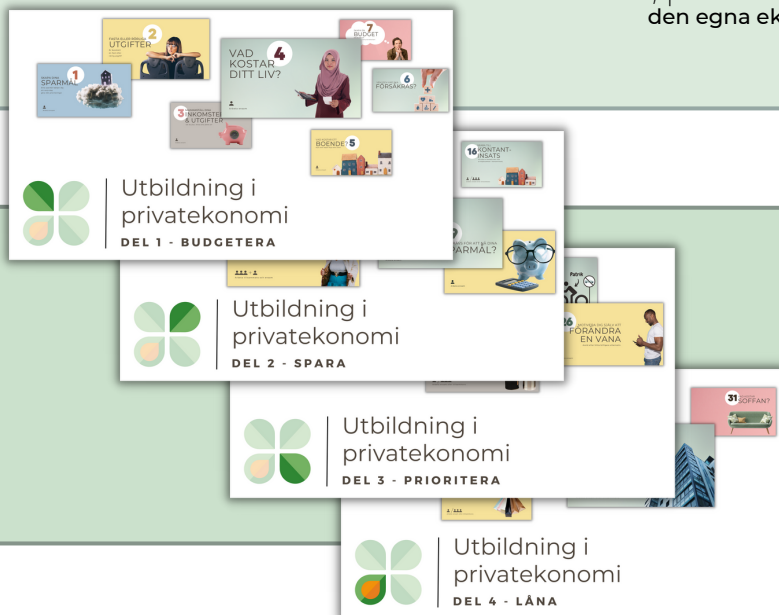 den egna ek
1
SPARMÅL
2
UTGIFTER
3
INKOMSTER
& UTGIFTER
VAD
KOSTAR
DITT LIV?
4
BOENDE?
5
6
FÖRSÄKRAS?
7
BUDGET
Utbildning i
privatekonomi
DEL 1 - BUDGETERA
16
KONTANT-
INSATS
9
PARMÅL?
Utbildning i
privatekonomi
DEL 2 - SPARA
Patrik
26
FÖRÄNDRA
EN VANA
Utbildning i
privatekonomi
DEL 3 - PRIORITERA
31
SOFFAN?
Utbildning i
privatekonomi
DEL 4 - LÅNA